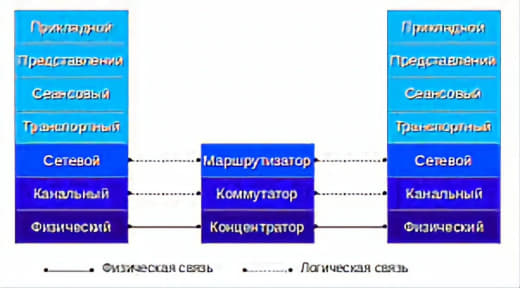 Прикладной Прикладной
Представлений Представлений
Сеансовый Сеансовый
Транспортный Транспортный
Сетевой Маршрутизатор Сетевой
Канальный Коммутатор Канальный
Физический Концентратор Физический
Физическая связь Логическая связь